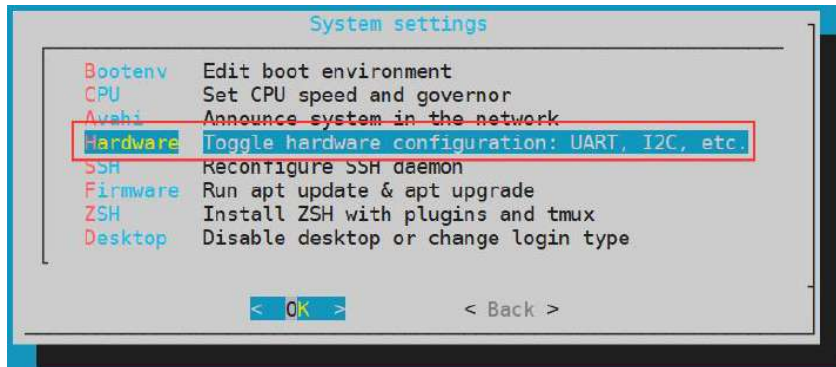 System settings
Bootenv Edit boot environment
CPU Set CPU speed and governor
Avahi Announce system in the network
Hardware Toggle hardware configuration: UART, I2C, etc.
SSH Reconfigure SSH daemon
Firmware Run apt update & apt upgrade
ZSH Install ZSH with plugins and tmux
Desktop Disable desktop or change login type
< OK > < Back >